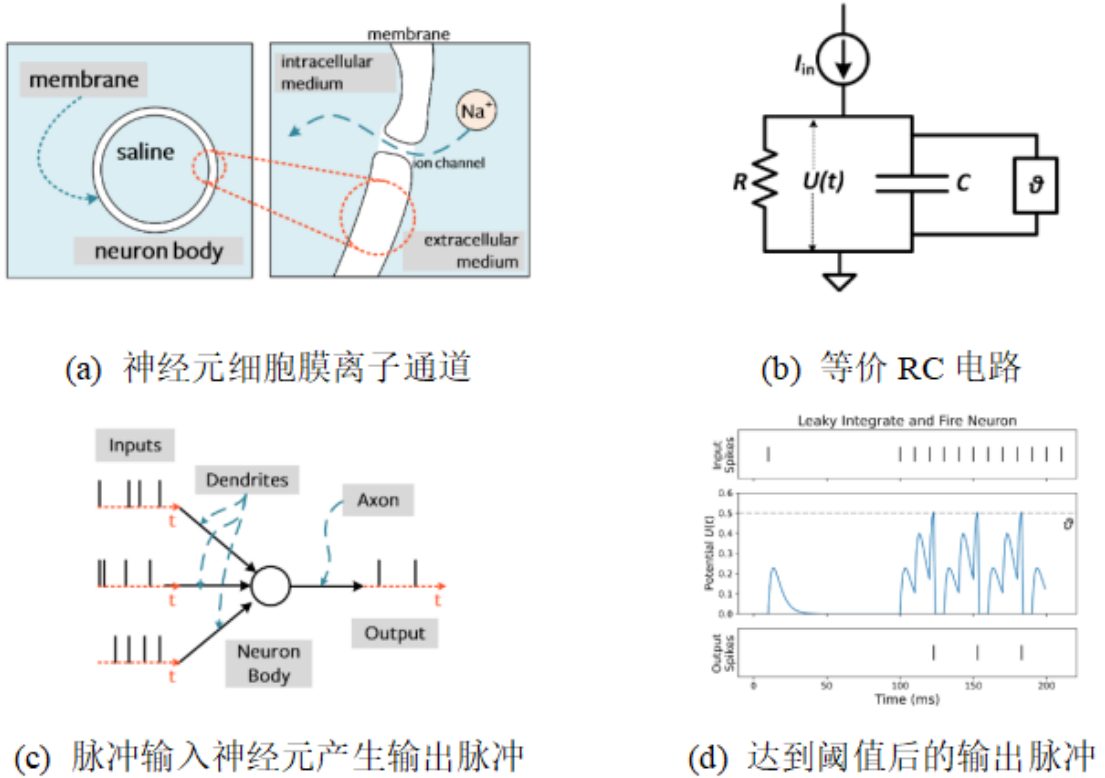 membrane
saline
neuron body
membrane
intracellular
medium
Na+
ion channel
extracellular
medium
Iin
R
U(t)
C
ϑ
(a) 神经元细胞膜离子通道
(b) 等价 RC 电路
Inputs
Dendrites
Axon
t
t
t
t
Output
Neuron
Body
Leaky Integrate and Fire Neuron
Input
Spikes
Potential U(t)
0.6
0.5
0.4
0.3
0.2
0.1
0.0
ϑ
Output
Spikes
0
50
100
150
200
Time (ms)
(c) 脉冲输入神经元产生输出脉冲
(d) 达到阈值后的输出脉冲